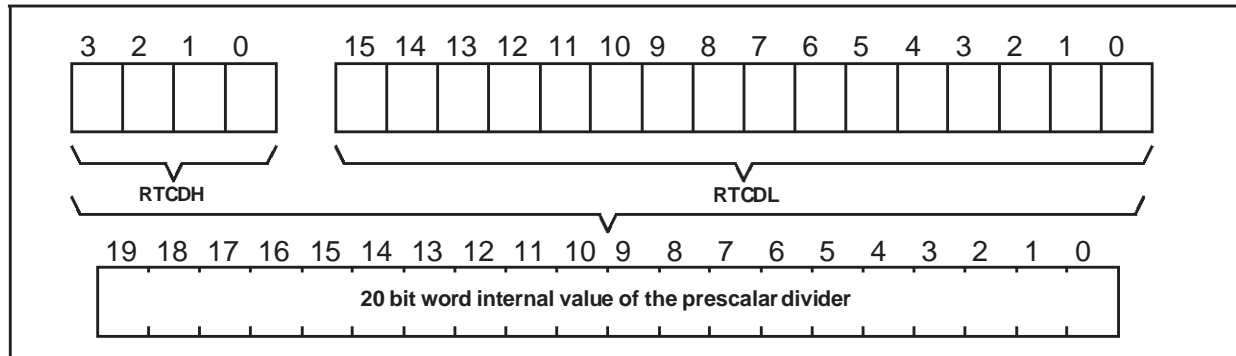 3 2 1 0 15 14 13 12 11 10 9 8 7 6 5 4 3 2 1 0
RTCDH RTCDL
19 18 17 16 15 14 13 12 11 10 9 8 7 6 5 4 3 2 1 0
20 bit word internal value of the prescalar divider